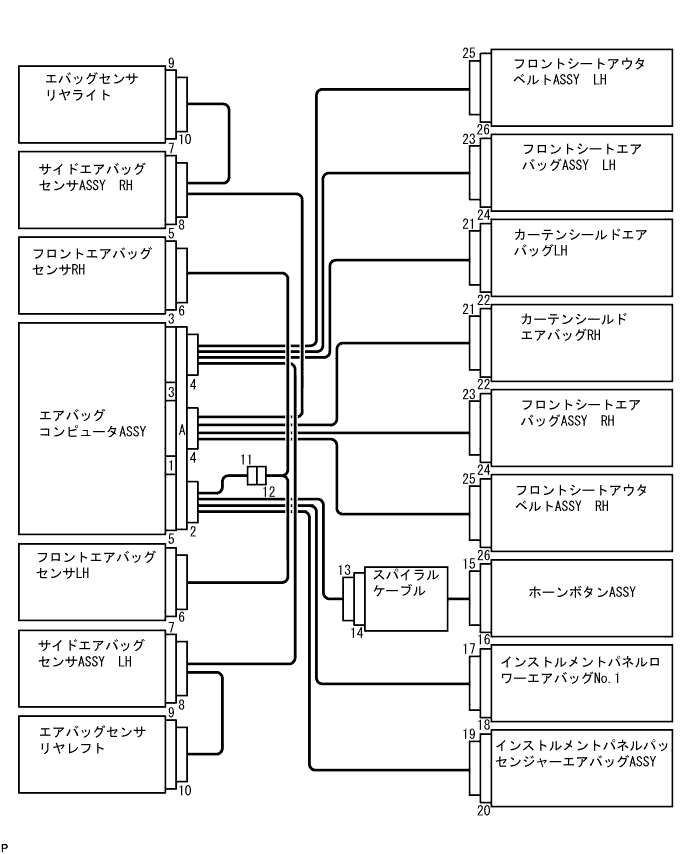 9
エバッグセンサ
リヤライト
10
7
サイドエアバッグ
センサASSY RH
8
5
フロントエアバッグ
センサRH
6
3
4
3
エアバッグ
コンピュータASSY
A
4
1
2
11
12
5
フロントエアバッグ
センサLH
6
7
サイドエアバッグ
センサASSY LH
8
9
エアバッグセンサ
リヤレフト
10
25
フロントシートアウタ
ベルトASSY LH
26
23
フロントシートエア
バッグASSY LH
24
21
カーテンシールドエア
バッグLH
22
21
カーテンシールド
エアバッグRH
22
23
フロントシートエア
バッグASSY RH
24
25
フロントシートアウタ
ベルトASSY RH
26
13
スパイラル
ケーブル
14
15
ホーンボタンASSY
16
17
インストルメントパネルロ
ワーエアバッグNo.1
18
19
インストルメントパネルパッ
センジャーエアバッグASSY
20
P